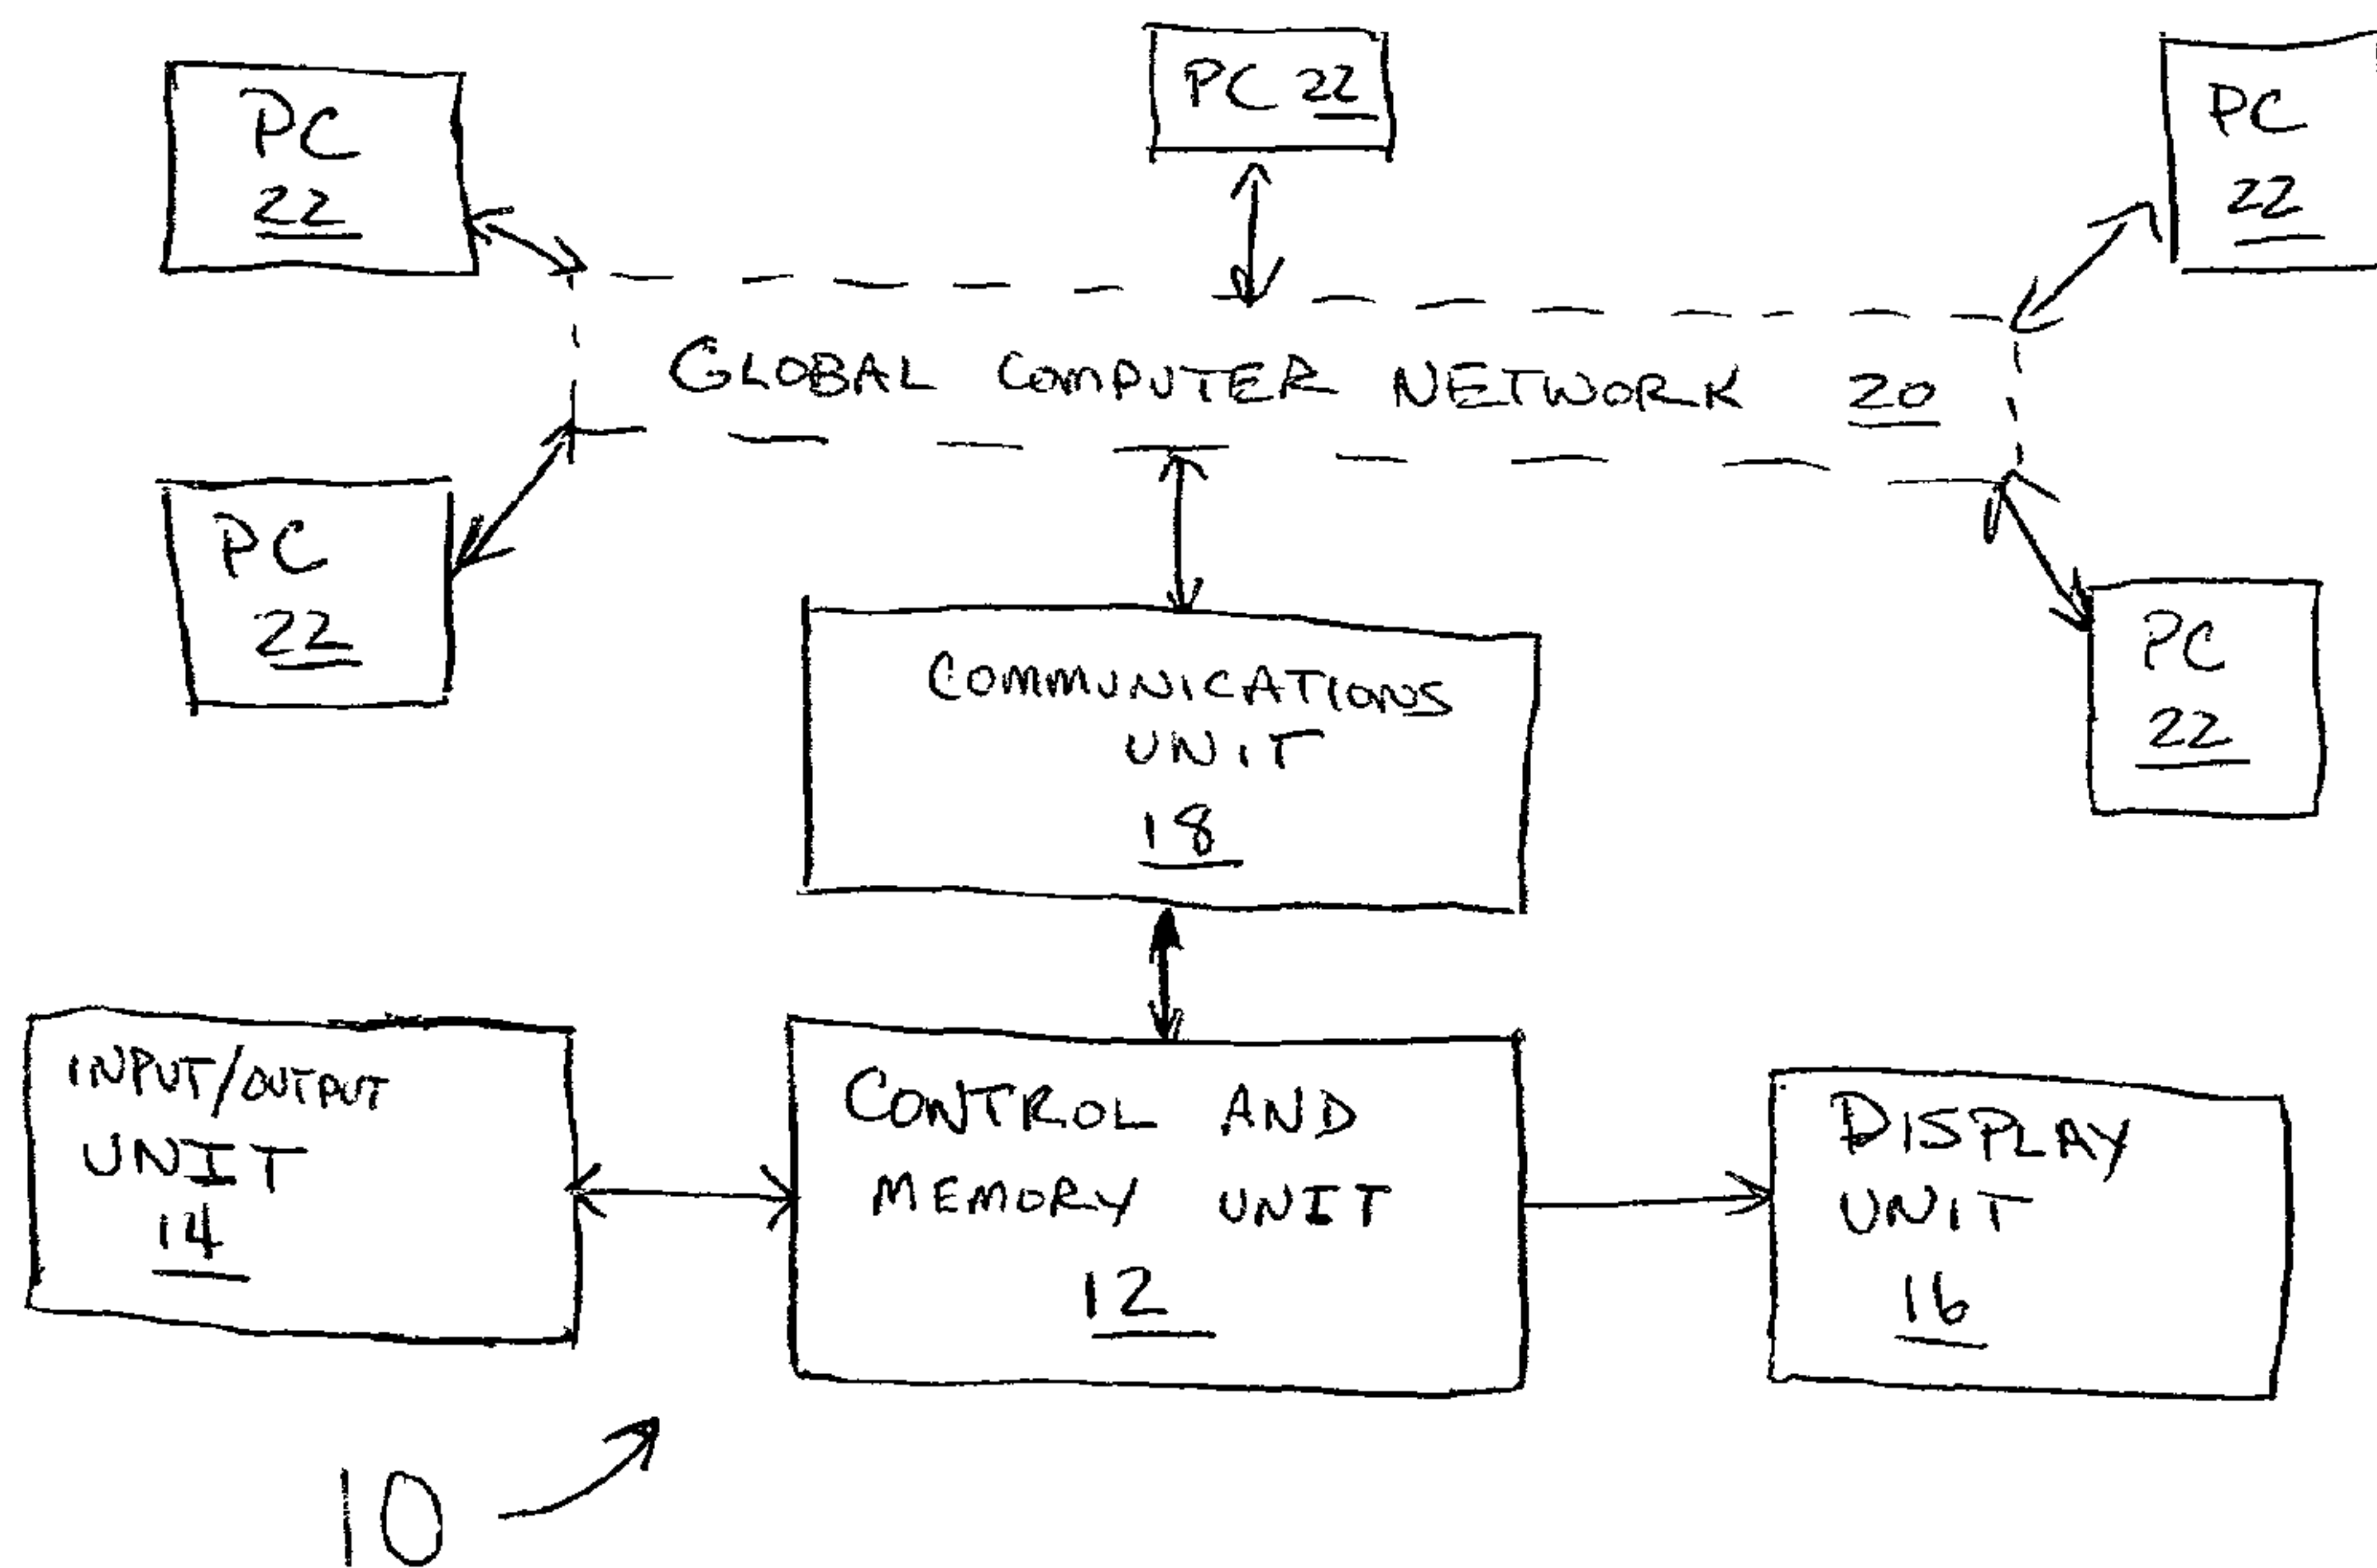 PC
22
PC 22
PC
22
GLOBAL COMPUTER NETWORK 20
PC
22
COMMUNICATIONS
UNIT
18
PC
22
INPUT/OUTPUT
UNIT
14
CONTROL AND
MEMORY UNIT
12
DISPLAY
UNIT
16
10